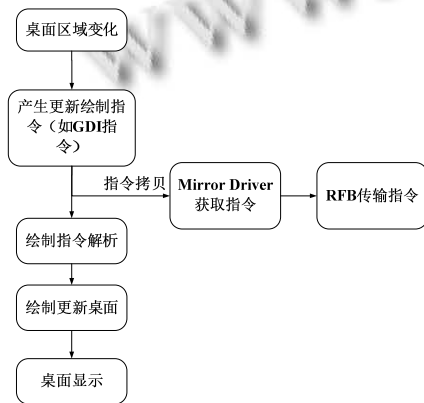 桌面区域变化
产生更新绘制指
令（如GDI指
令）
指令拷贝
Mirror Driver
获取指令
RFB传输指令
绘制指令解析
绘制更新桌面
桌面显示